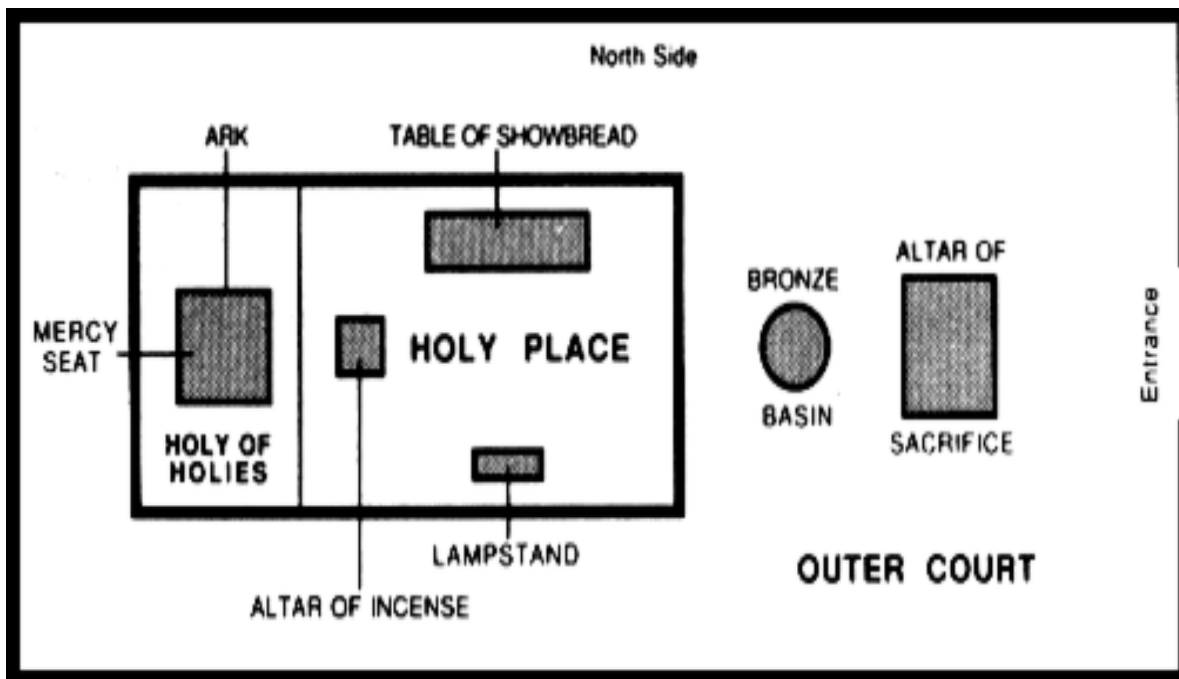 North Side
ARK
TABLE OF SHOWBREAD
ALTAR OF
BRONZE
Entrance
MERCY
SEAT
HOLY PLACE
BASIN
SACRIFICE
HOLY OF
HOLIES
LAMPSTAND
OUTER COURT
ALTAR OF INCENSE